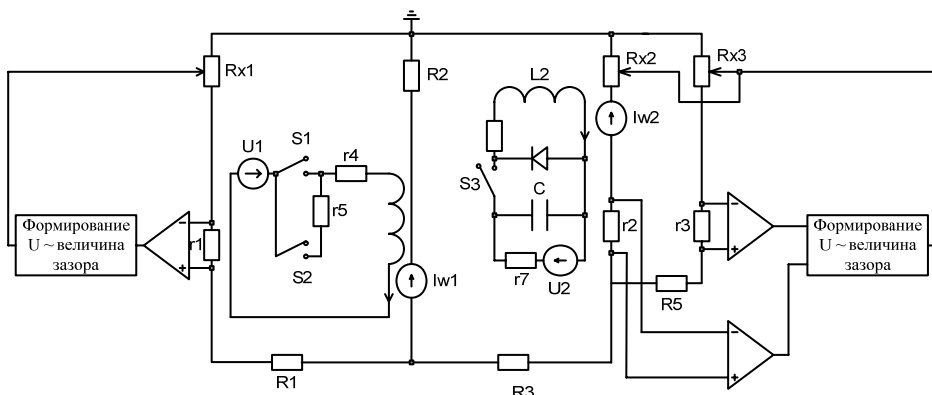 Rx1
R2
Rx2
Rx3
L2
Iw2
U1
S1
r4
S3
C
Формирование
U ~ величина
зазора
r1
r5
r2
r3
Формирование
U ~ величина
зазора
S2
Iw1
r7
U2
R5
R1
R3